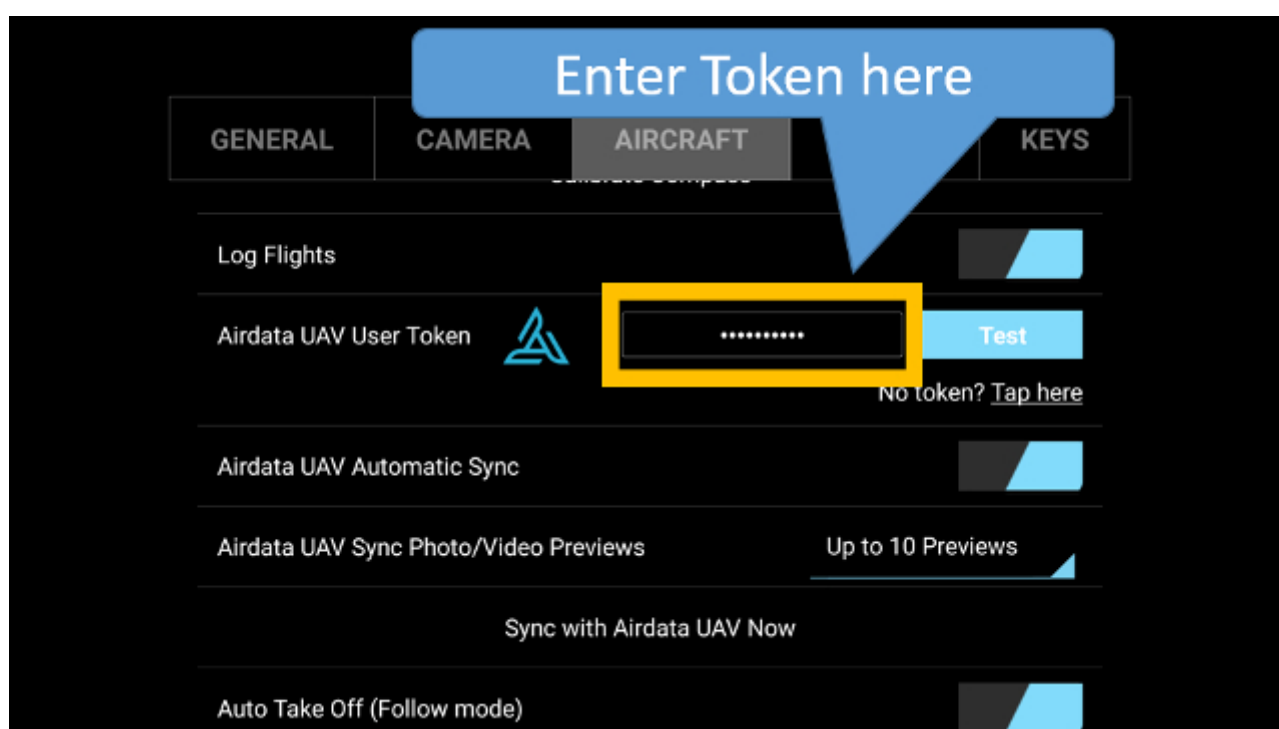 Enter Token here
GENERAL CAMERA AIRCRAFT KEYS
Calibrate Compass
Log Flights
Airdata UAV User Token •••••••••• Test
No token? Tap here
Airdata UAV Automatic Sync
Airdata UAV Sync Photo/Video Previews Up to 10 Previews
Sync with Airdata UAV Now
Auto Take Off (Follow mode)